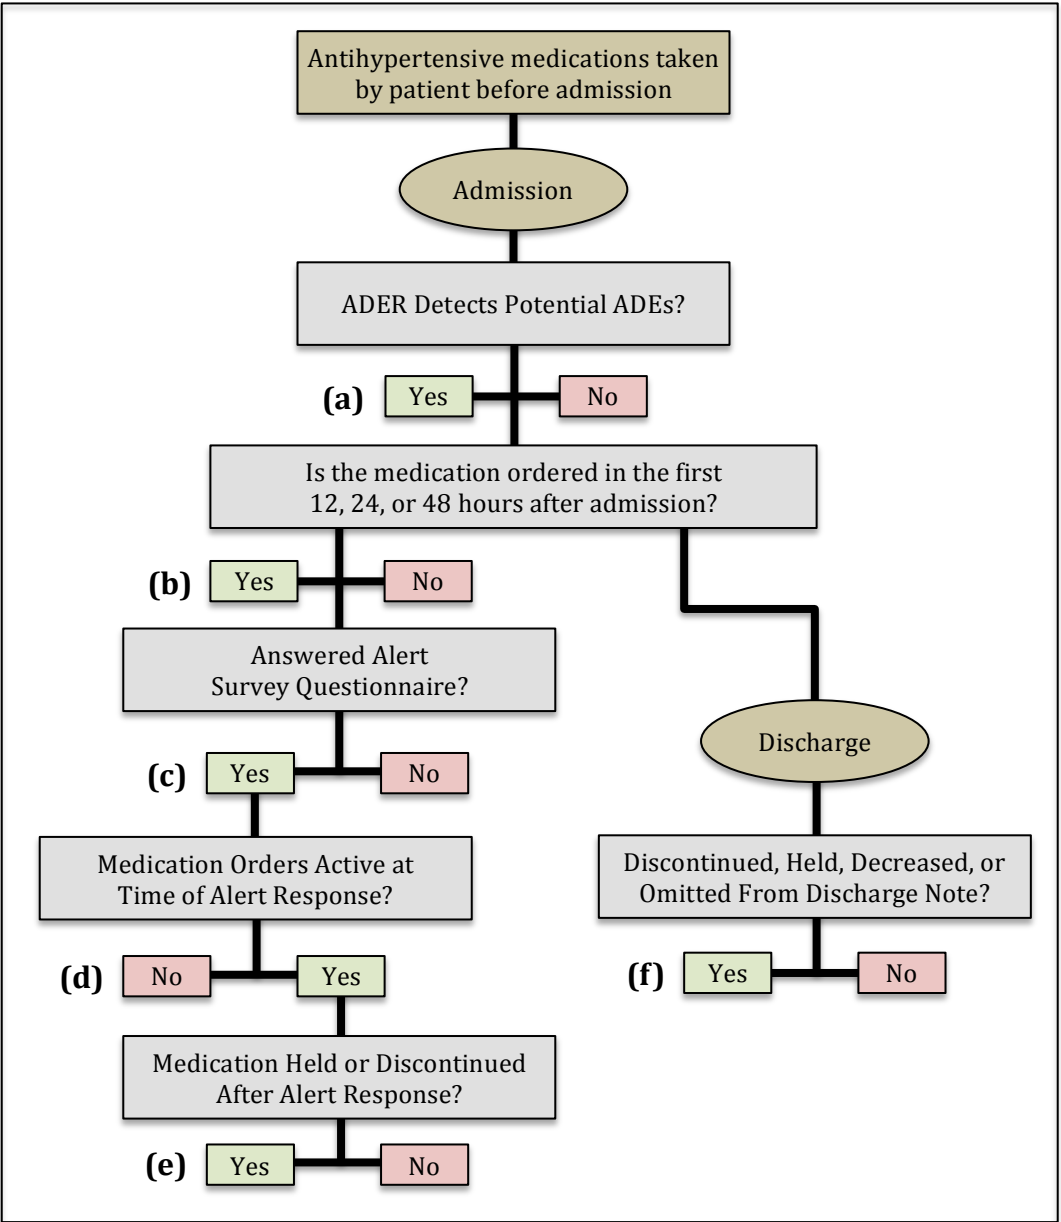 Antihypertensive medications taken
by patient before admission
Admission
ADER Detects Potential ADEs?
(a)
Yes
No
Is the medication ordered in the first
12, 24, or 48 hours after admission?
(b)
Yes
No
Answered Alert
Survey Questionnaire?
(c)
Yes
No
Medication Orders Active at
Time of Alert Response?
(d)
No
Yes
Medication Held or Discontinued
After Alert Response?
(e)
Yes
No
Discharge
Discontinued, Held, Decreased, or
Omitted From Discharge Note?
(f)
Yes
No